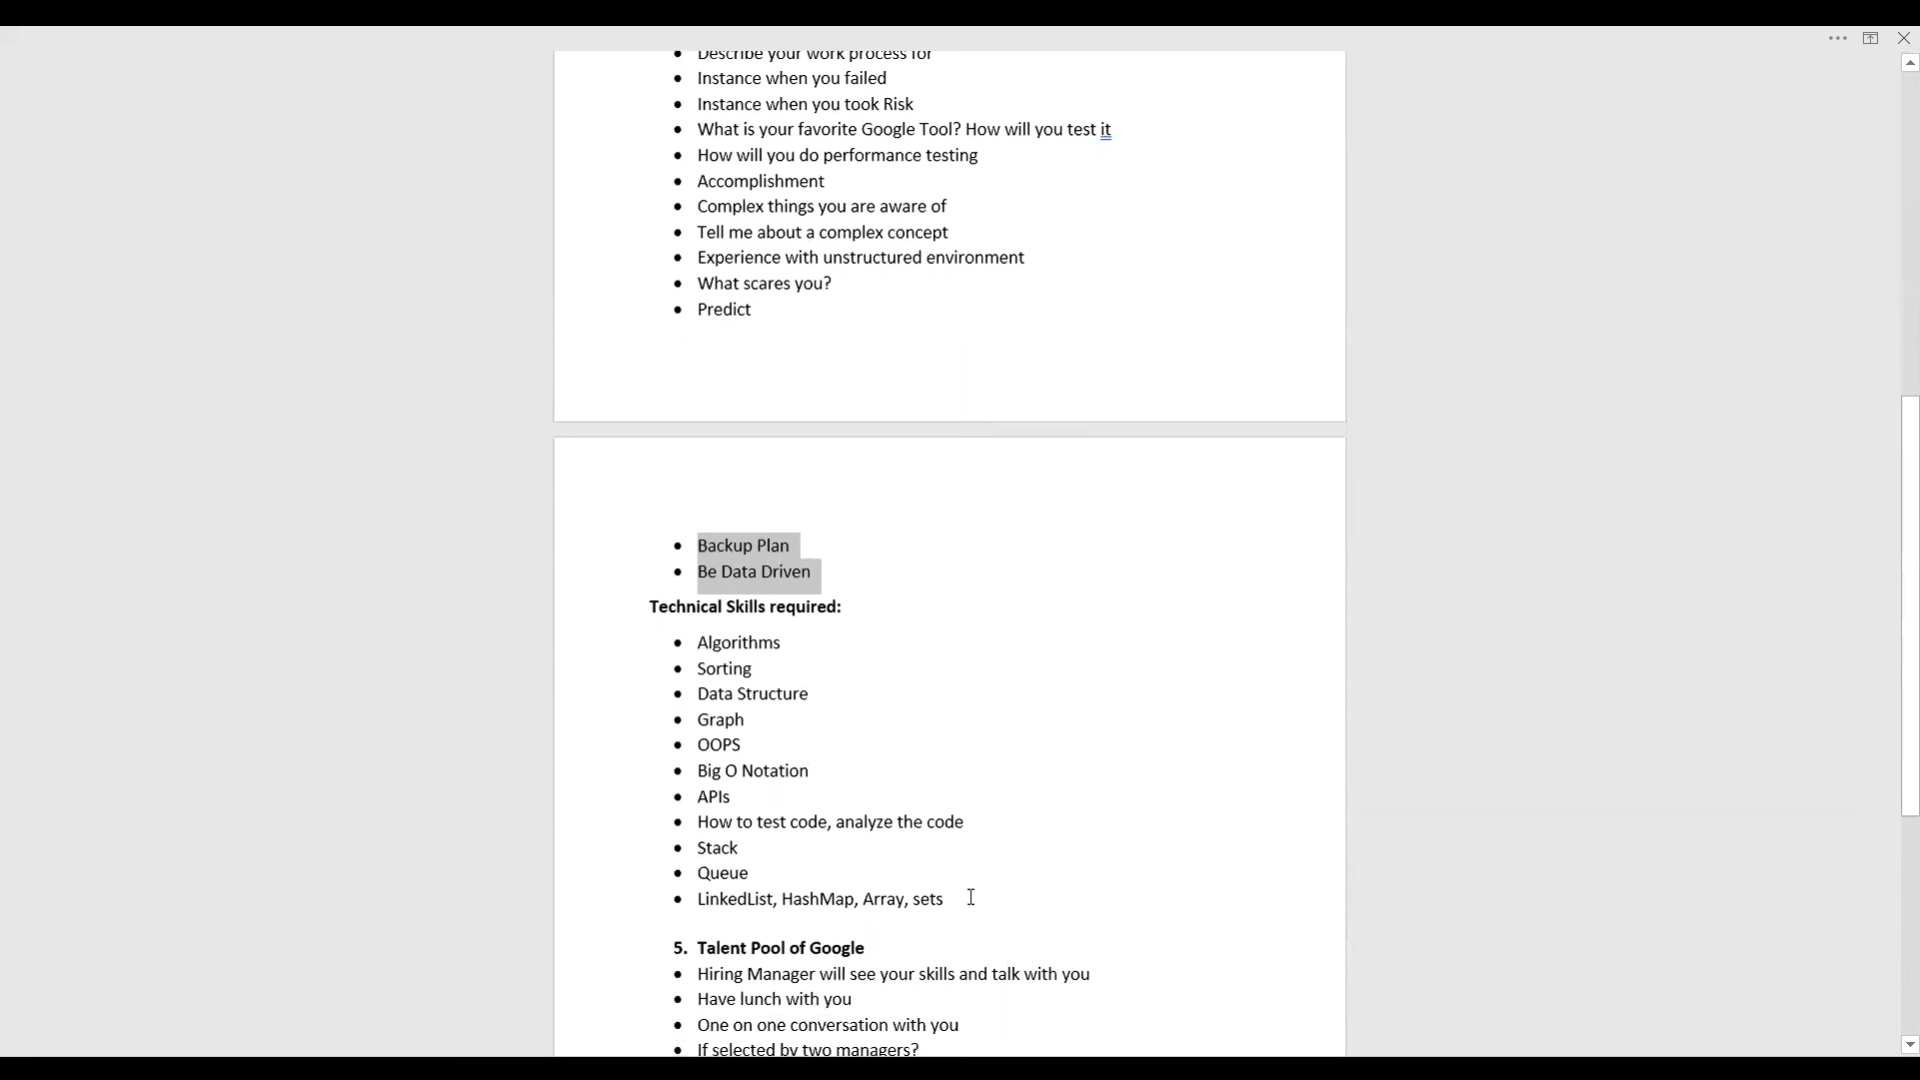 • Describe your work process for
• Instance when you failed
• Instance when you took Risk
• What is your favorite Google Tool? How will you test it
• How will you do performance testing
• Accomplishment
• Complex things you are aware of
• Tell me about a complex concept
• Experience with unstructured environment
• What scares you?
• Predict
• Backup Plan
• Be Data Driven
Technical Skills required:
• Algorithms
• Sorting
• Data Structure
• Graph
• OOPS
• Big O Notation
• APIs
• How to test code, analyze the code
• Stack
• Queue
• LinkedList, HashMap, Array, sets
5. Talent Pool of Google
• Hiring Manager will see your skills and talk with you
• Have lunch with you
• One on one conversation with you
• If selected by two managers?